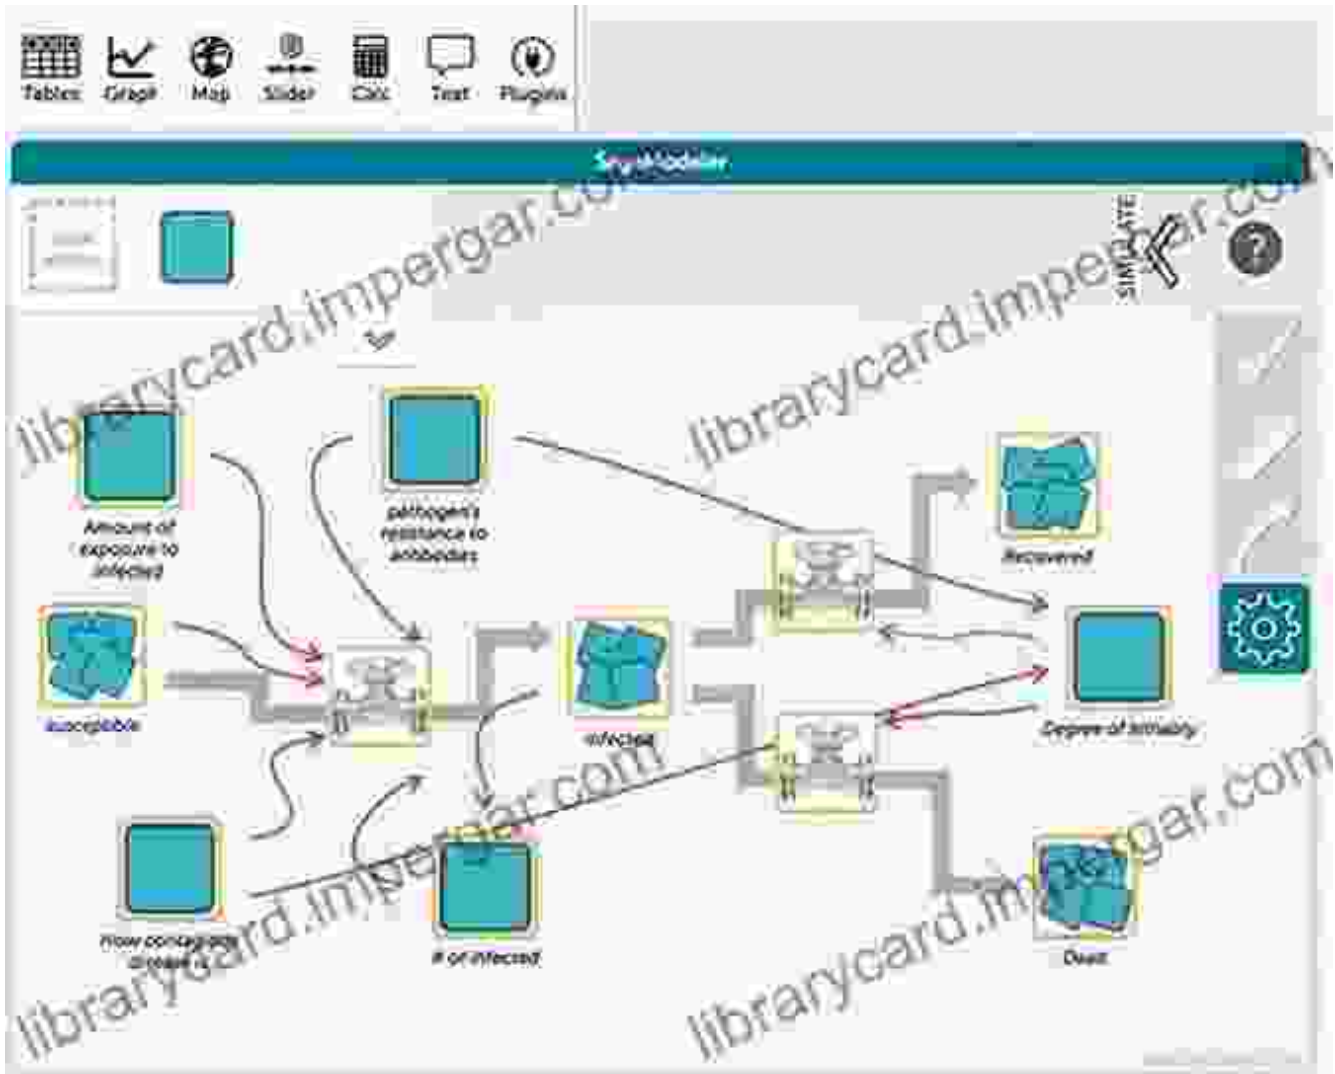 Tables Graph Map Slider Calc Text Plugins
SageModeler
SIMULATE
?
librarycard.impergar.com
librarycard.impergar.com
Amount of
exposure to
infected
pathogen's
resistance to
antibodies
Recovered
susceptable
infected
Degree of
How contagious
disease is
# of infected
Dead
librarycard.impergar.com
librarycard.impergar.com